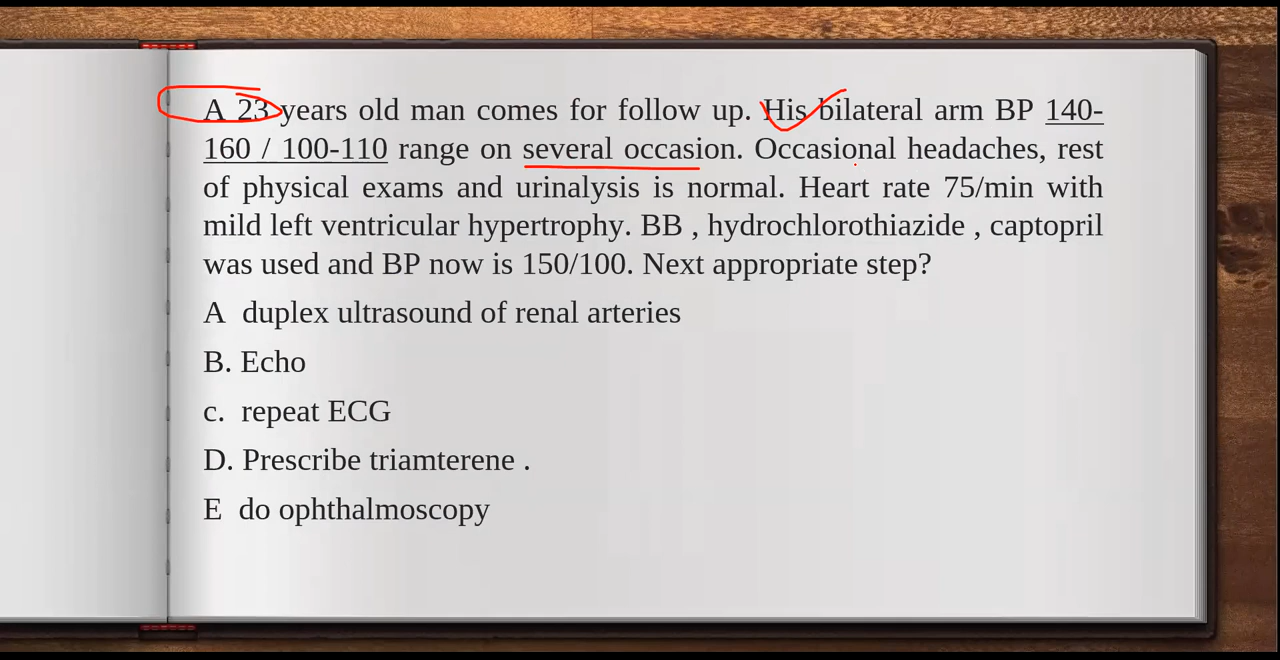 A 23 years old man comes for follow up. His bilateral arm BP 140-
160 / 100-110 range on several occasion. Occasional headaches, rest
of physical exams and urinalysis is normal. Heart rate 75/min with
mild left ventricular hypertrophy. BB , hydrochlorothiazide , captopril
was used and BP now is 150/100. Next appropriate step?
A duplex ultrasound of renal arteries
B. Echo
c. repeat ECG
D. Prescribe triamterene .
E do ophthalmoscopy